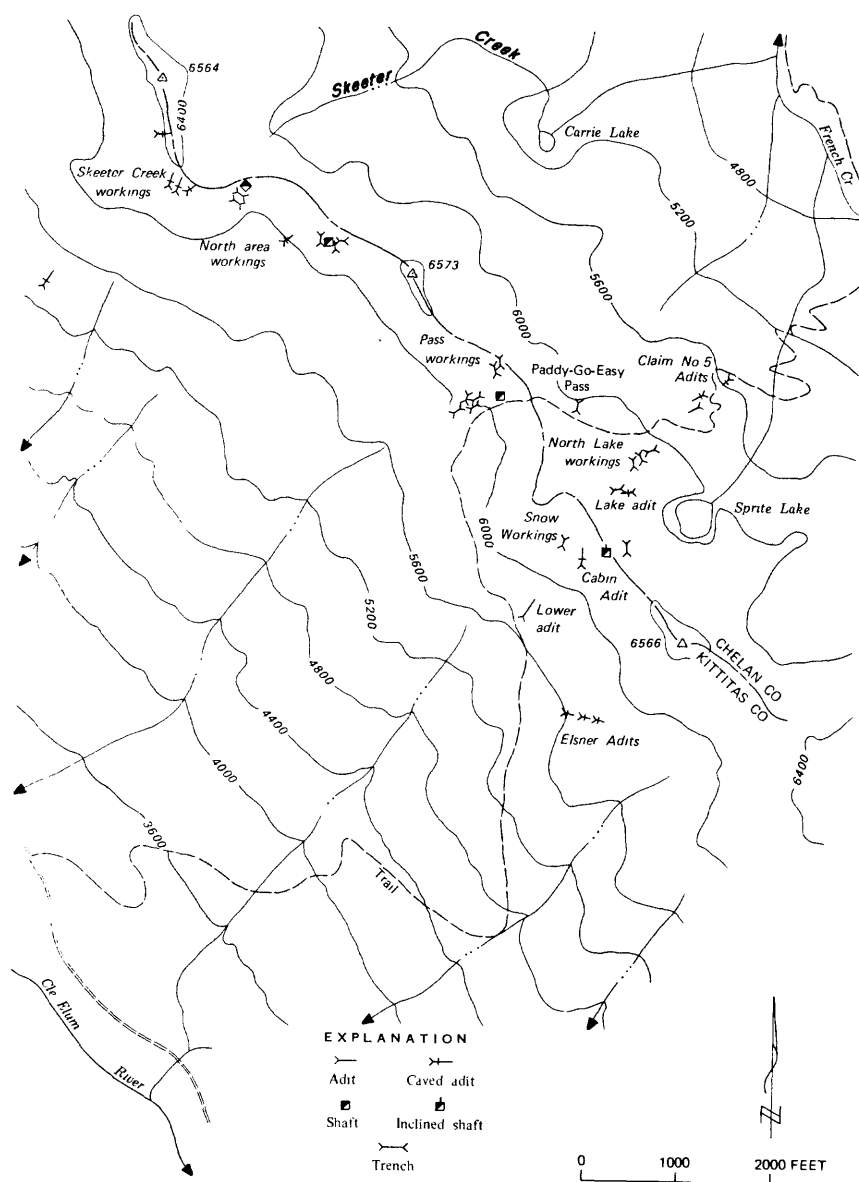 6564
6400
Skeeter Creek
Carrie Lake
French Cr
4800
5200
Skeeter Creek
workings
North area
workings
6573
5600
6000
Pass
workings
Paddy-Go-Easy
Pass
Claim No 5
Adits
North Lake
workings
Lake adit
Sprite Lake
Snow
Workings
6000
Cabin
Adit
5600
5200
Lower
adit
6566
CHELAN CO
KITTITAS CO
4800
4400
4000
3600
Elsner Adits
6400
Trail
Cle Elum
River
EXPLANATION
Adit
Caved adit
Shaft
Inclined shaft
Trench
N
0 1000 2000 FEET